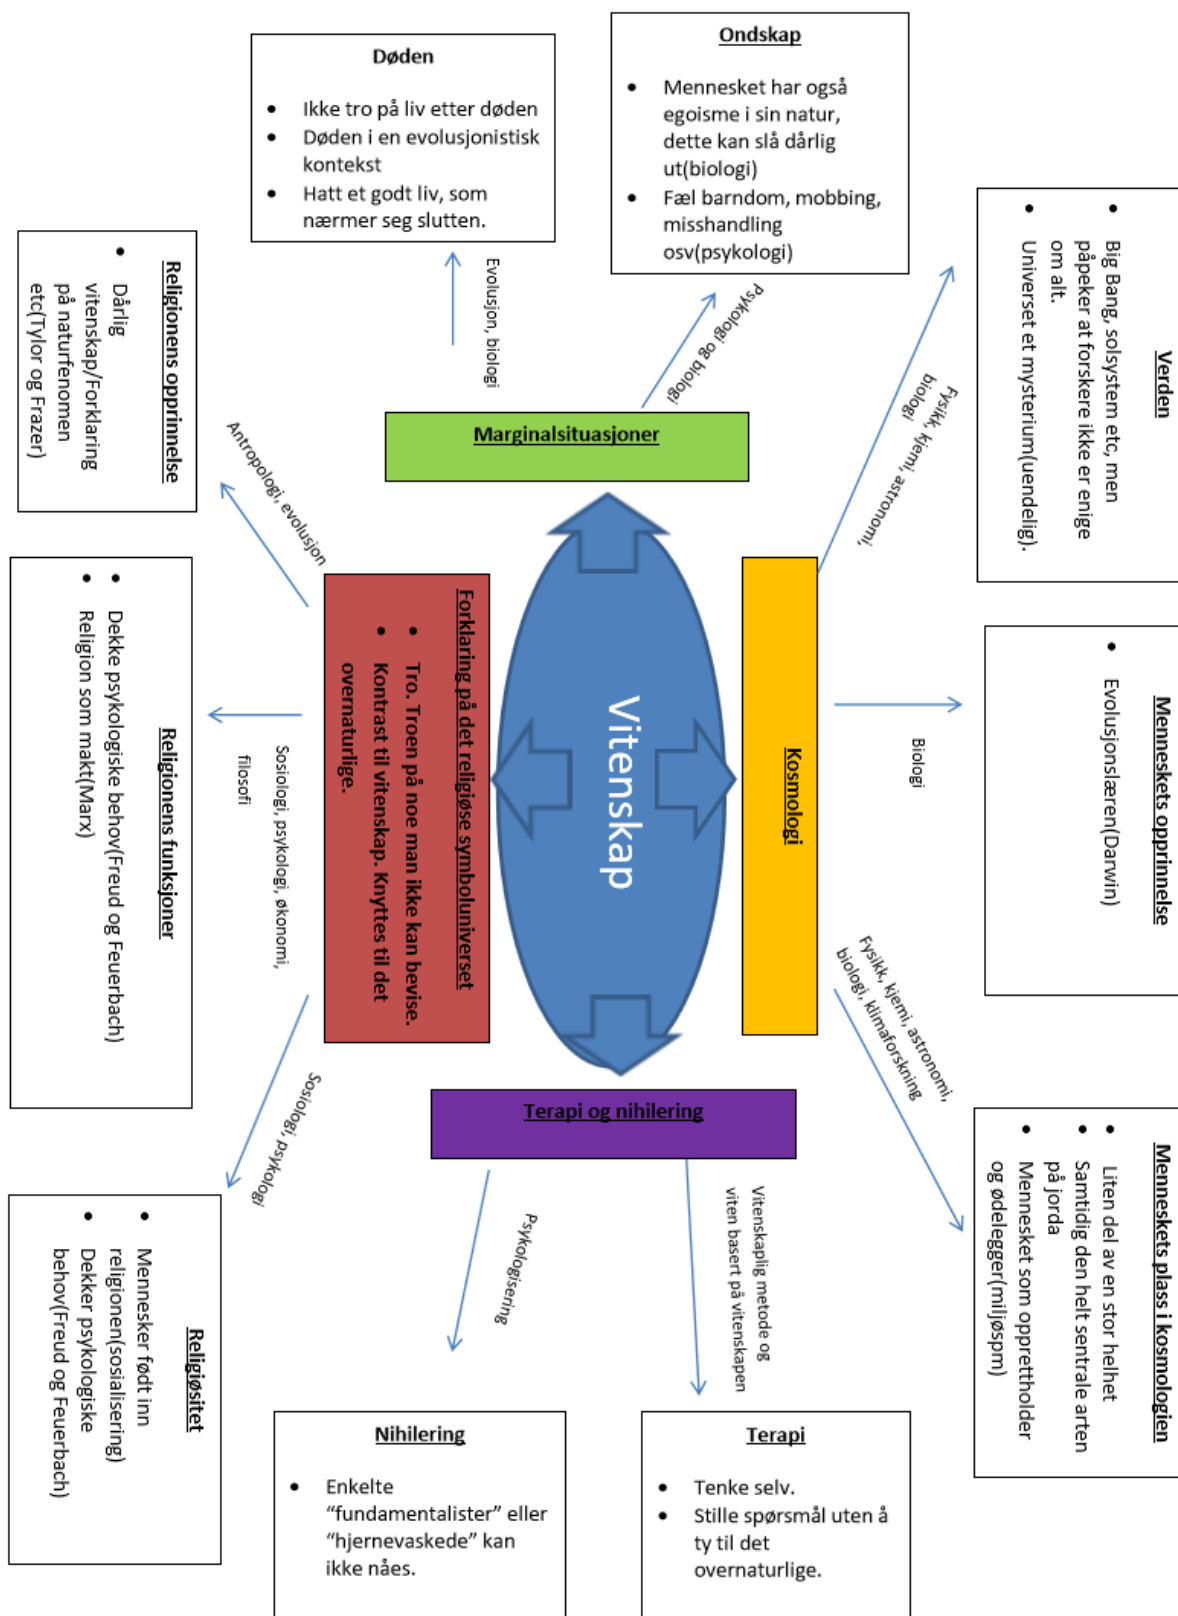 Døden
Ikke tro på liv etter døden
Døden i en evolusjonistisk
kontekst
Hatt et godt liv, som
nærmer seg slutten.
Ondskap
Mennesket har også
egoisme i sin natur,
dette kan slå dårlig
ut(biologi)
Fæl barndom, mobbing,
misshandling
osv(psykologi)
Evolusjon, biologi
Psykologi og biologi
Marginalsituasjoner
Verden
Big Bang, solsystem etc, men
påpeker at forskere ikke er enige
om alt.
Universet et mysterium(uendelig).
Fysikk, kjemi, astronomi,
biologi
Menneskets opprinnelse
Evolusjonslæren(Darwin)
Biologi
Menneskets plass i kosmologien
Liten del av en stor helhet
Samtidig den helt sentrale arten
på jorda
Mennesket som opprettholder
og ødelegger(miljøspm)
Fysikk, kjemi, astronomi,
biologi, klimaforskning
Kosmologi
Vitenskap
Forklaring på det religiøse symboluniverset
Tro. Troen på noe man ikke kan bevise.
Kontrast til vitenskap. Knyttes til det
overnaturlige.
Antropologi, evolusjon
Religionens opprinnelse
Dårlig
vitenskap/Forklaring
på naturfenomen
etc(Tylor og Frazer)
Sosiologi, psykologi, økonomi,
filosofi
Religionens funksjoner
Dekke psykologiske behov(Freud og Feuerbach)
Religion som makt(Marx)
Sosiologi, psykologi
Religiøsitet
Mennesker født inn
religionen(sosialisering)
Dekker psykologiske
behov(Freud og Feuerbach)
Terapi og nihilering
Psykologisering
Vitenskaplig metode og
viten basert på vitenskapen
Nihilering
Enkelte
“fundamentalister” eller
“hjernevaskede” kan
ikke nåes.
Terapi
Tenke selv.
Stille spørsmål uten å
ty til det
overnaturlige.